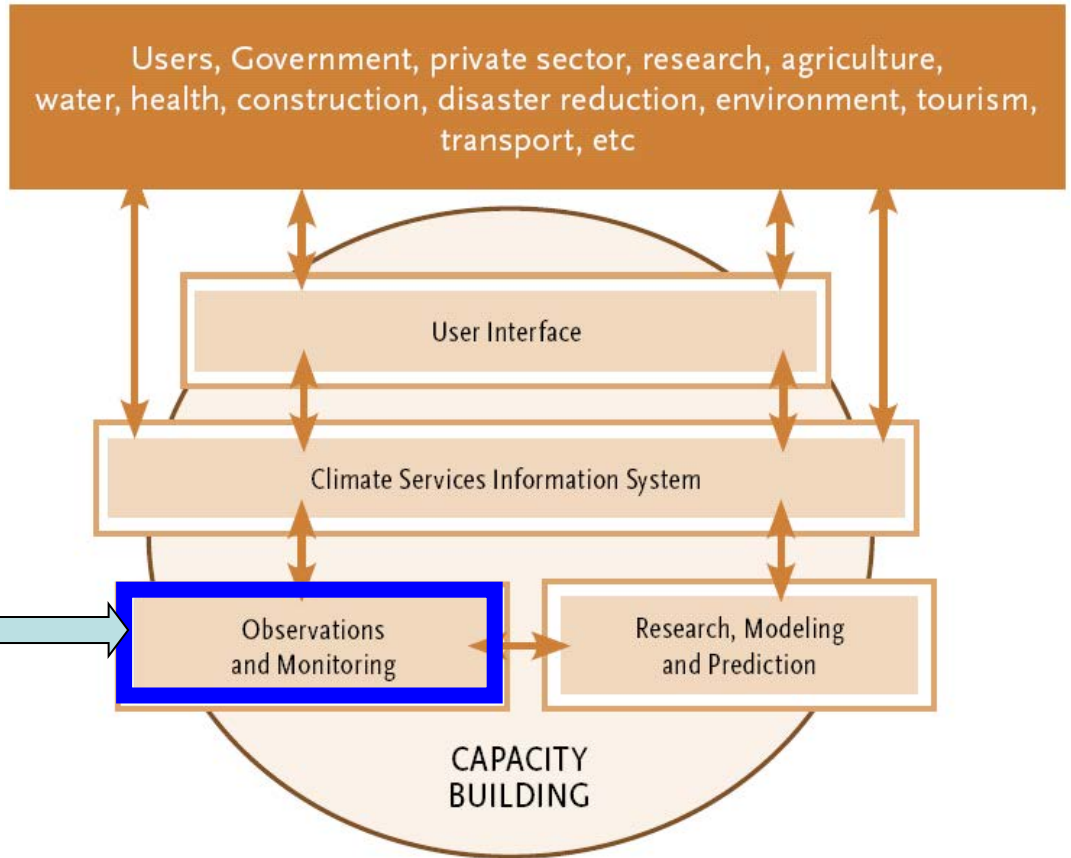 Users, Government, private sector, research, agriculture,
water, health, construction, disaster reduction, environment, tourism,
transport, etc
User Interface
Climate Services Information System
Observations
and Monitoring
Research, Modeling
and Prediction
CAPACITY
BUILDING